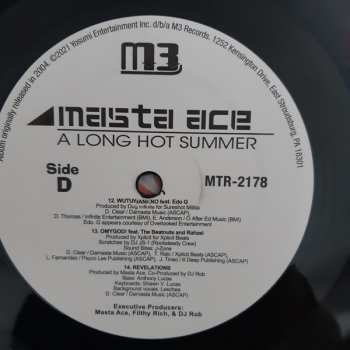 Album originally released in 2004. ©2021 Yosumi Entertainment Inc. d/b/a M3 Records. 1252 Kensington Drive, East Stroudsburg, PA 18301
M3
masta ace
A LONG HOT SUMMER
Side
D
MTR-2178
12. WUTUWANKNO feat. Edo G
Produced by Dug Infinite for Sureshot Militia
D. Clear / Damasta Music (ASCAP)
D. Thomas / Infinite Entertainment (BMI), E. Anderson / O After Ed Music (BMI)
Edo. G appears courtesy of Overlooked Entertainment
13. OMYGOD! feat. The Beatnuts and Rahzel
Produced by Xplicit for Xplicit Beats
Scratches by DJ JS-1 (Rocksteady Crew)
Sound Bites: J-Zone
D. Clear / Damasta Music (ASCAP), T. Rajn / Xplicit Beats (ASCAP)
L. Fernandez / Psyco Les Publishing (ASCAP), J. Tineo / It Deep Publishing (ASCAP)
14. REVELATIONS
Produced by Masta Ace, Co-Produced by DJ Rob
Bass: Anthony Lucas
Keyboards: Shawn V. Lucas
Background vocals: Leschea
D. Clear / Damasta Music (ASCAP)
Executive Producers:
Masta Ace, Filthy Rich, & DJ Rob